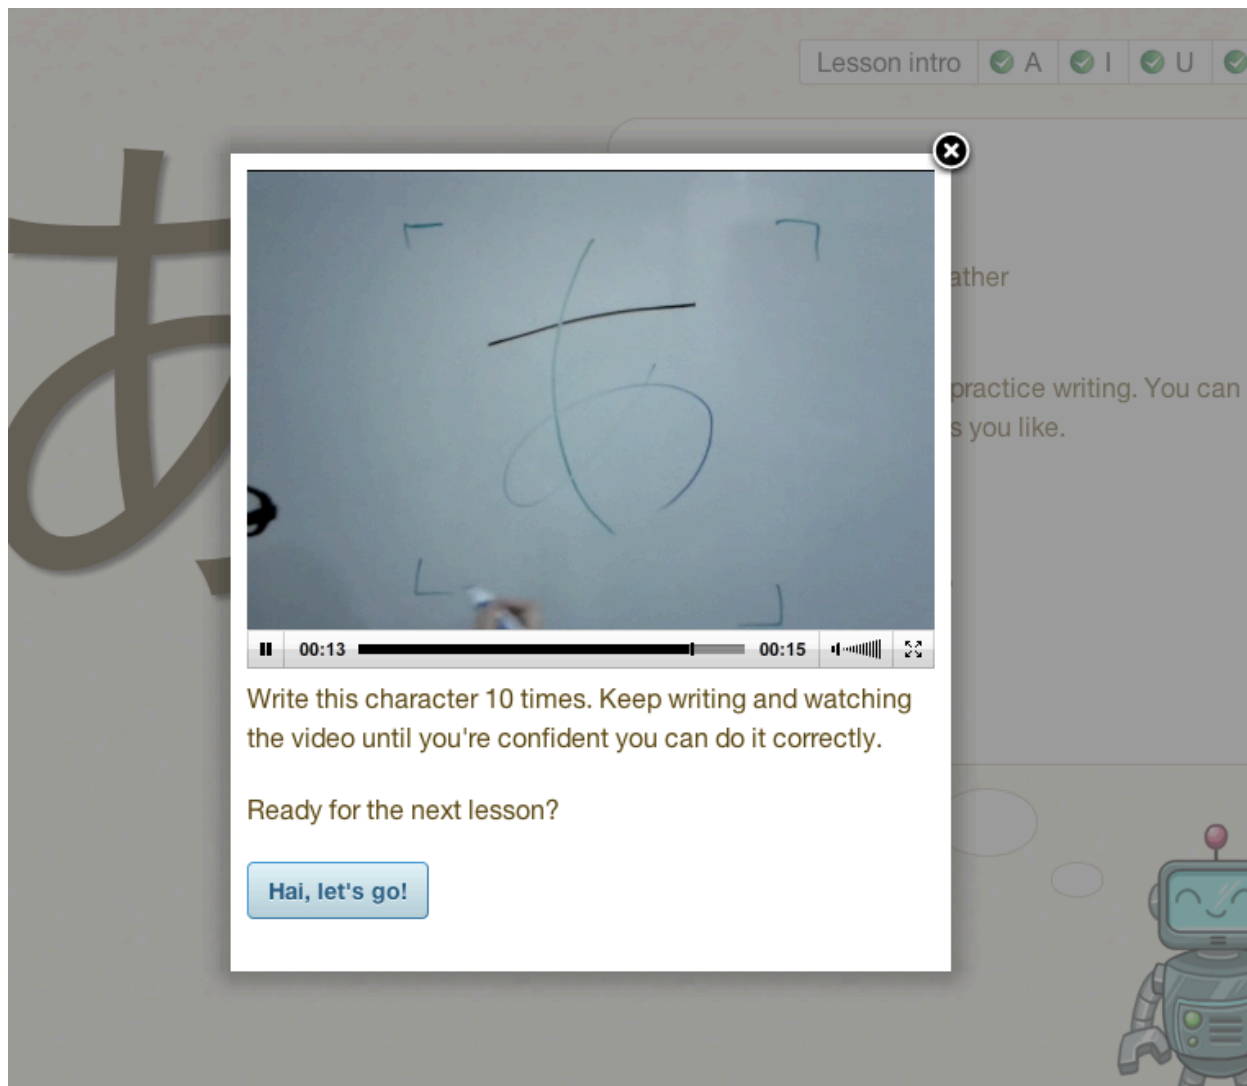 Lesson intro A I U
あ
あ
ather
practice writing. You can
s you like.
00:13 00:15
Write this character 10 times. Keep writing and watching
the video until you're confident you can do it correctly.
Ready for the next lesson?
Hai, let's go!